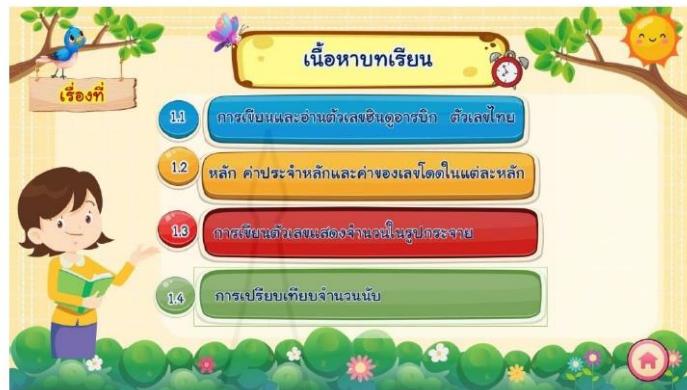 เนื้อหาบทเรียน
เรื่องที่
1.1 การเขียนและอ่านตัวเลขฮินดูอารบิก ตัวเลขไทย
1.2 หลัก ค่าประจำหลักและค่าของเลขโดดในแต่ละหลัก
1.3 การเขียนตัวเลขแสดงจำนวนในรูปกระจาย
1.4 การเปรียบเทียบจำนวนนับ